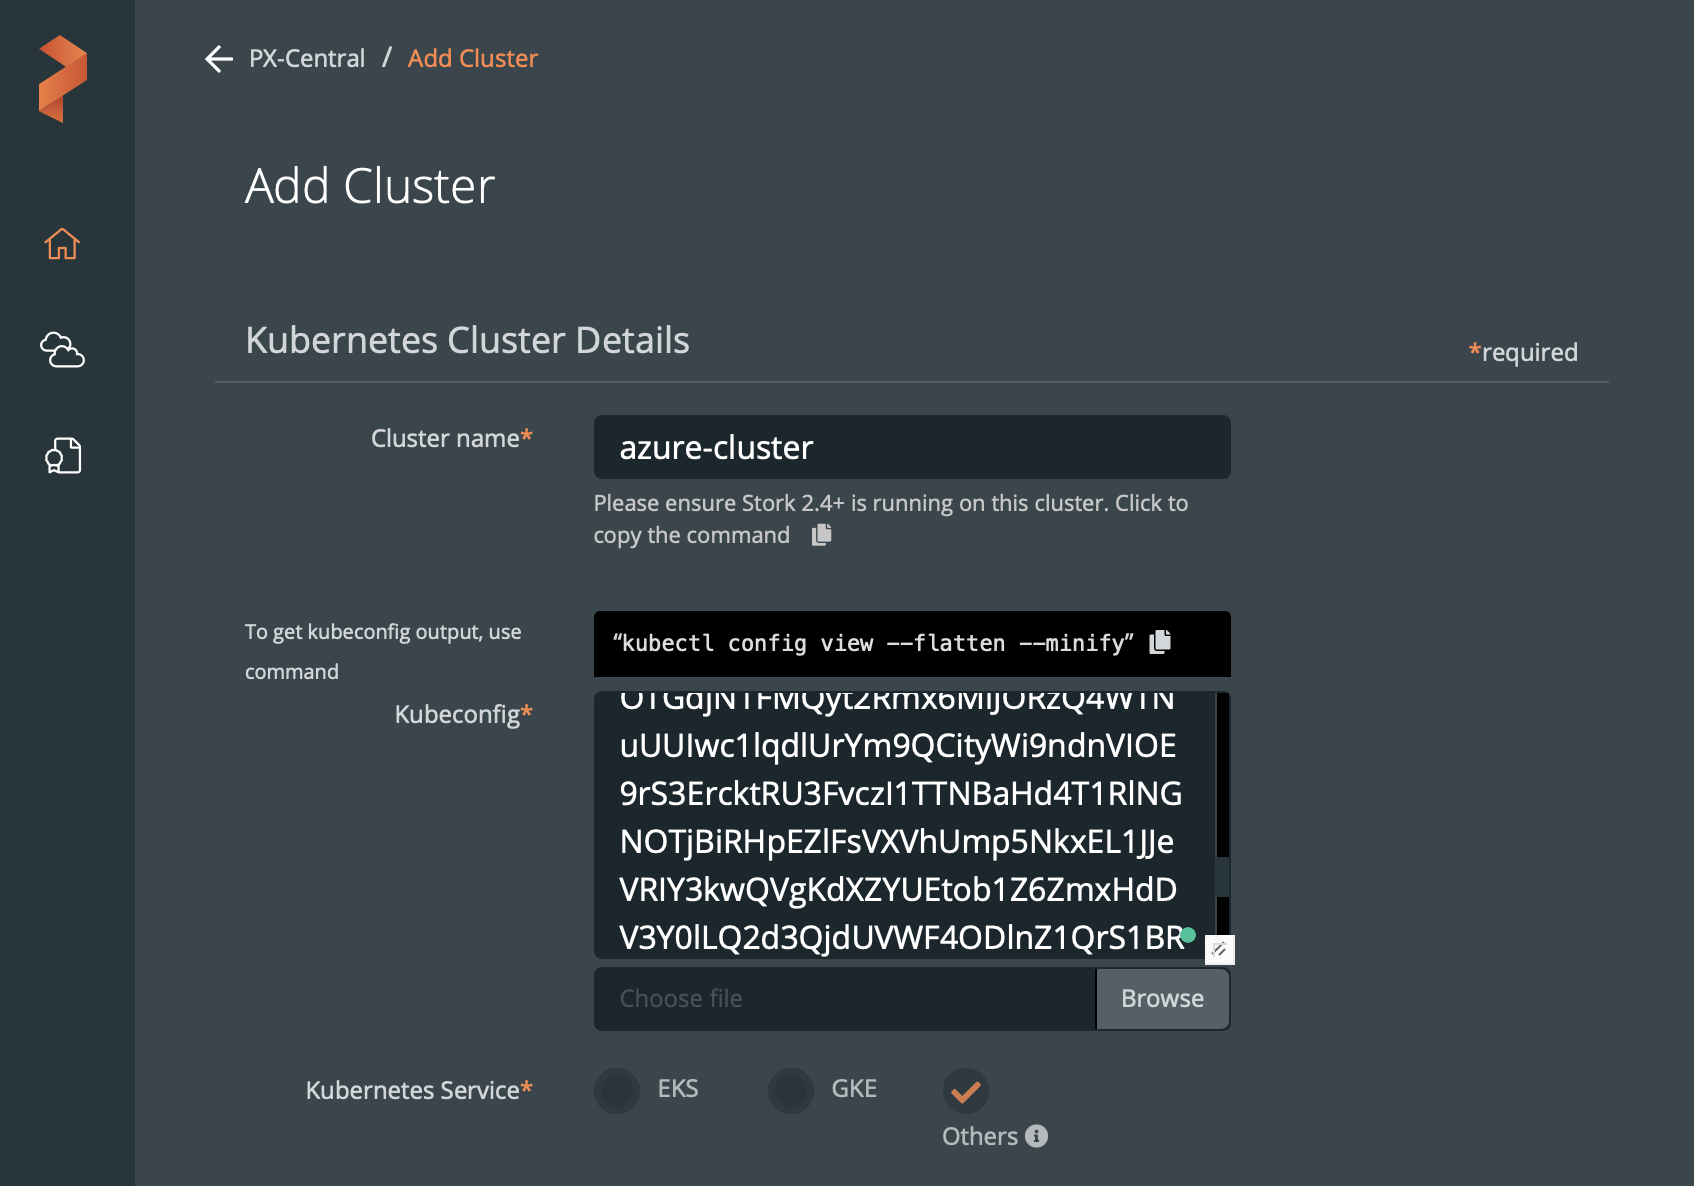 PX-Central / Add Cluster
Add Cluster
Kubernetes Cluster Details
*required
Cluster name*
azure-cluster
Please ensure Stork 2.4+ is running on this cluster. Click to
copy the command
To get kubeconfig output, use
command
“kubectl config view --flatten --minify”
Kubeconfig*
uUUIwc1lqdlUrYm9QCityWi9ndnVIOE
9rS3ErcktRU3FvczI1TTNBaHd4T1RlNG
NOTjBiRHpEZlFsVXVhUmp5NkxEL1JJe
VRIY3kwQVgKdXZYUEtob1Z6ZmxHdD
V3Y0lLQ2d3QjdUVWF4ODlnZ1QrS1BR
Choose file
Browse
Kubernetes Service*
EKS
GKE
Others